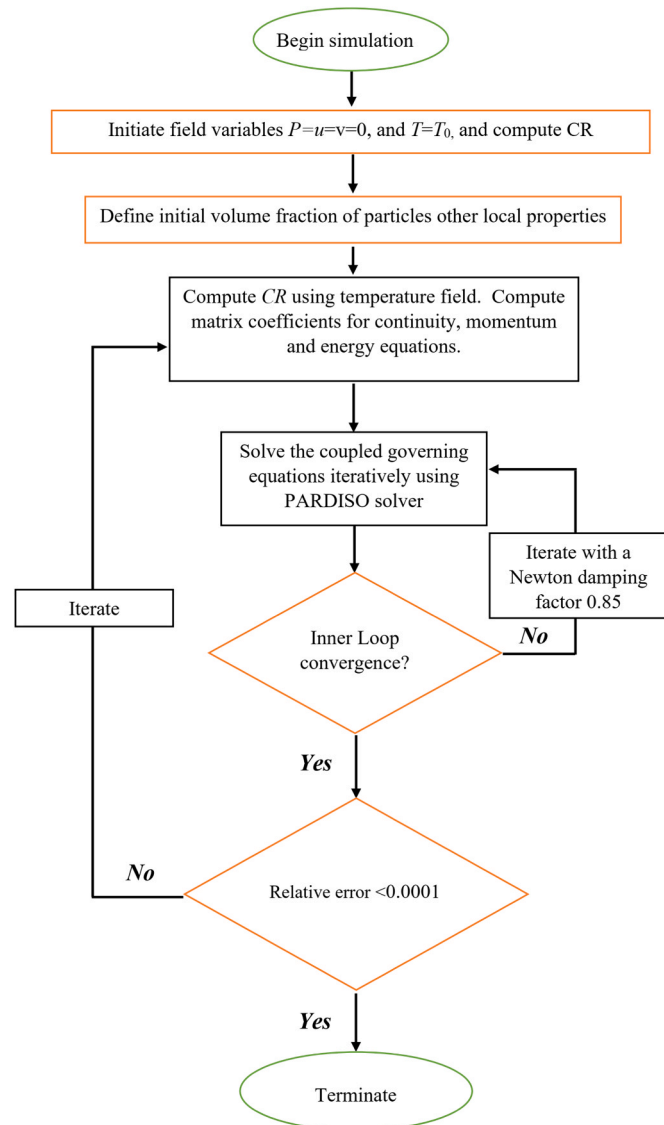 Begin simulation
Initiate field variables P=u=v=0, and T=T₀, and compute CR
Define initial volume fraction of particles other local properties
Compute CR using temperature field. Compute
matrix coefficients for continuity, momentum
and energy equations.
Solve the coupled governing
equations iteratively using
PARDISO solver
Iterate with a
Newton damping
factor 0.85
Iterate
Inner Loop
convergence?
No
Yes
No
Relative error <0.0001
Yes
Terminate